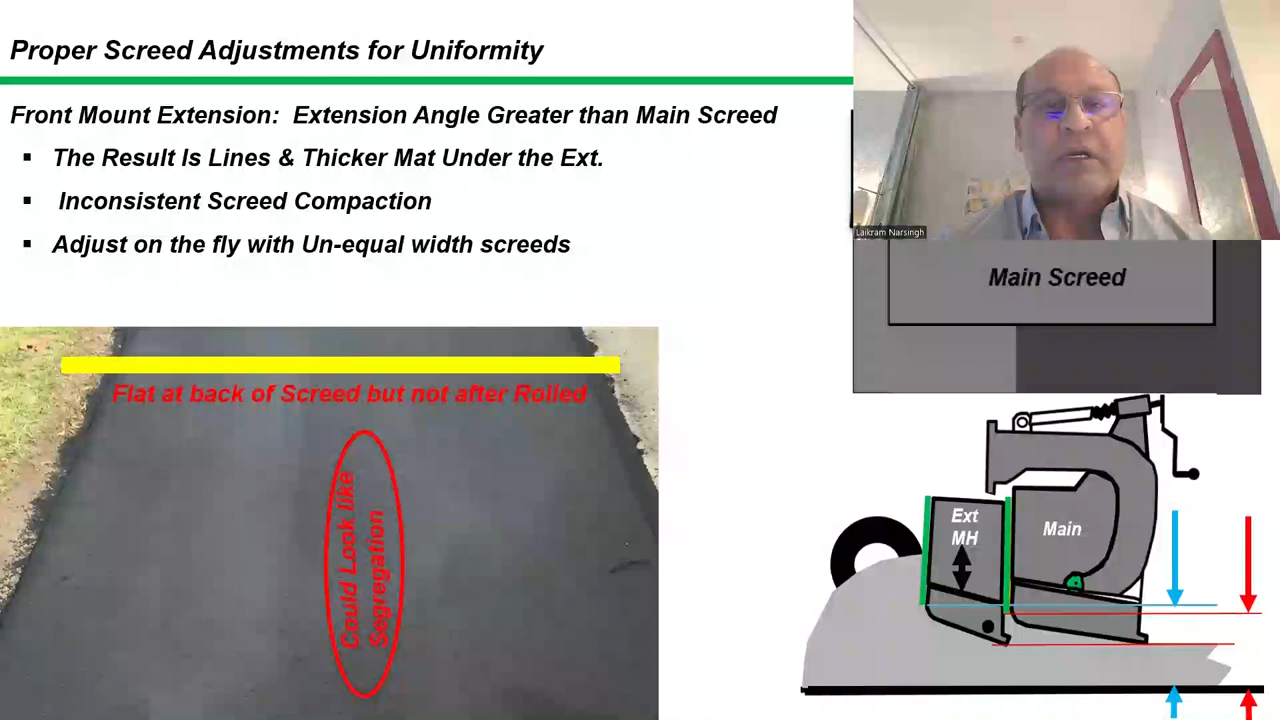 Proper Screed Adjustments for Uniformity
Front Mount Extension: Extension Angle Greater than Main Screed
▪ The Result Is Lines & Thicker Mat Under the Ext.
▪ Inconsistent Screed Compaction
▪ Adjust on the fly with Un-equal width screeds
Laikram Narsingh
Main Screed
Flat at back of Screed but not after Rolled
Could Look like
Segregation
Ext
MH
Main